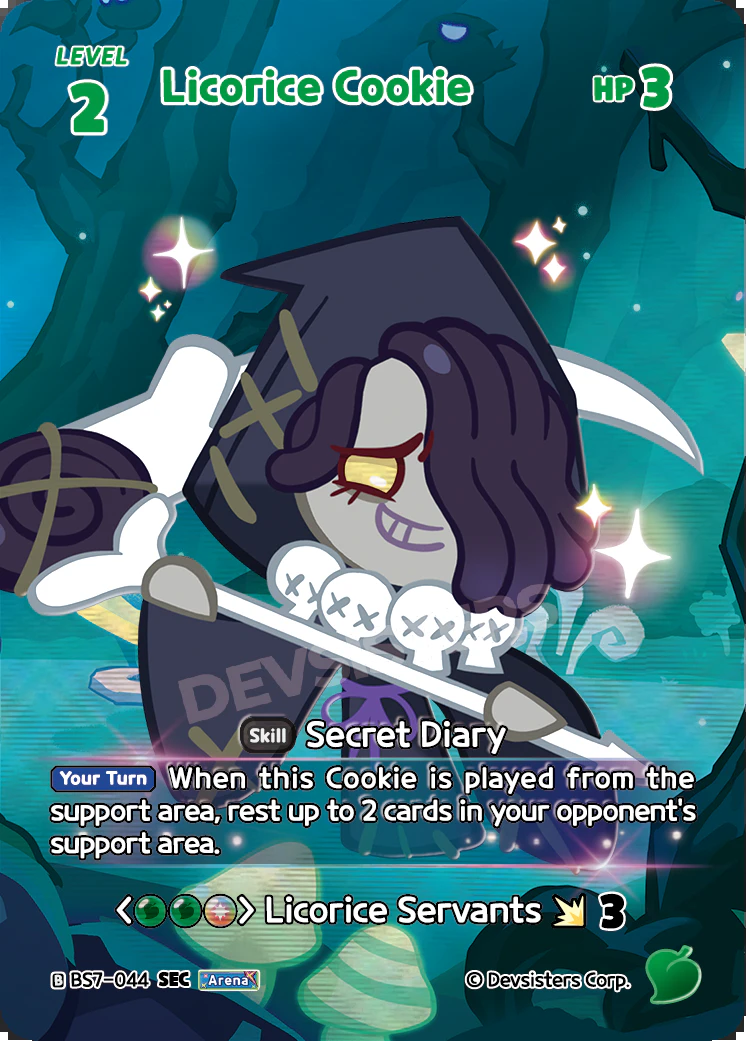 LEVEL
2
Licorice Cookie
HP 3
DEVSISTERS
Skill Secret Diary
Your Turn When this Cookie is played from the
support area, rest up to 2 cards in your opponent's
support area.
Licorice Servants 3
B BS7-044 SEC Arena
© Devsisters Corp.